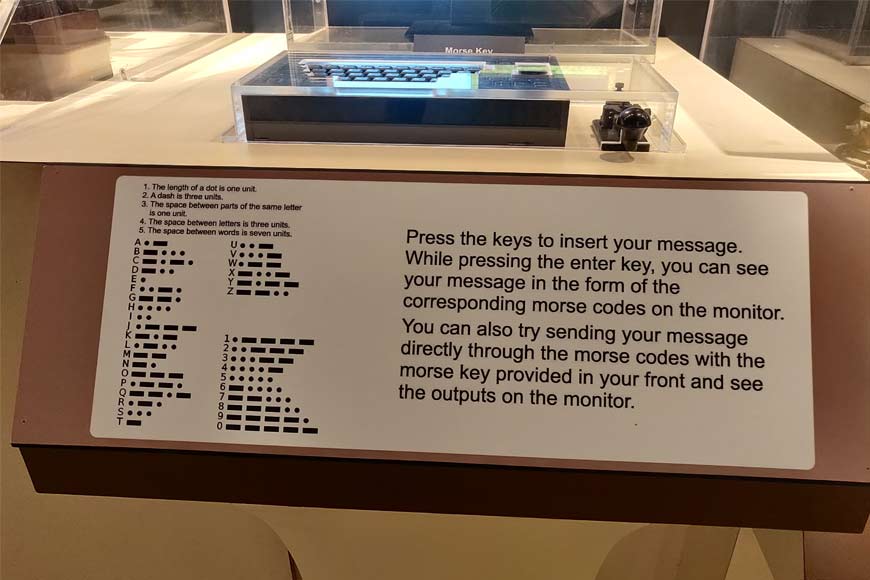 Morse Key
1. The length of a dot is one unit.
2. A dash is three units.
3. The space between parts of the same letter
is one unit.
4. The space between letters is three units.
5. The space between words is seven units.
A
B
C
D
E
F
G
H
I
J
K
L
M
N
O
P
Q
R
S
T
U
V
W
X
Y
Z
1
2
3
4
5
6
7
8
9
0
Press the keys to insert your message.
While pressing the enter key, you can see
your message in the form of the
corresponding morse codes on the monitor.
You can also try sending your message
directly through the morse codes with the
morse key provided in your front and see
the outputs on the monitor.